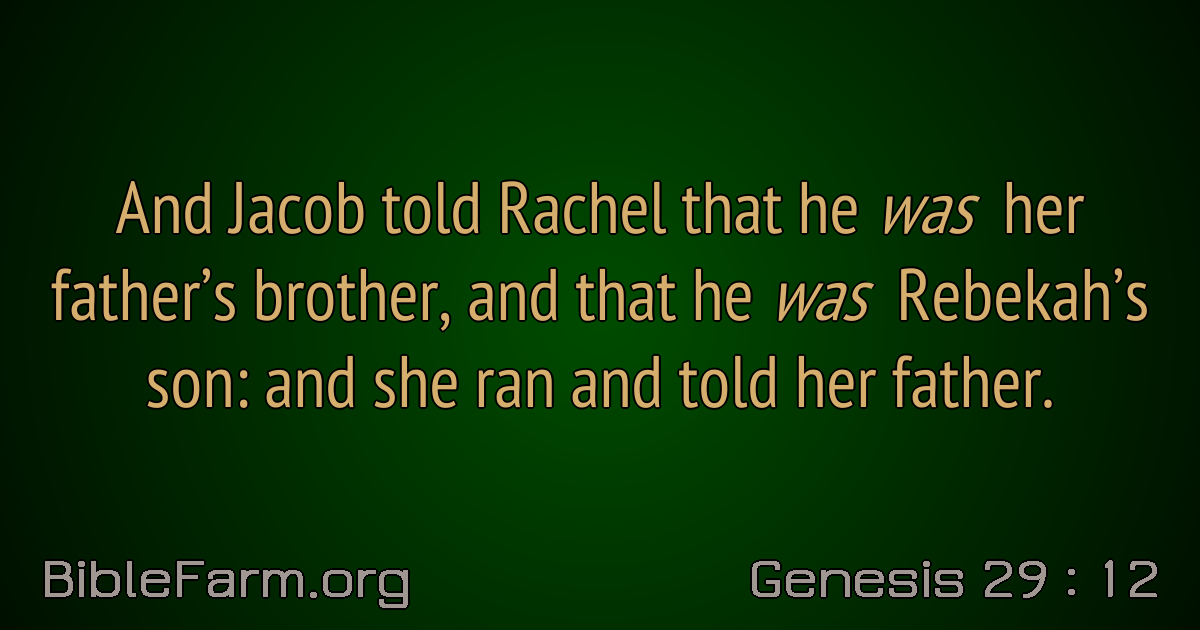 And Jacob told Rachel that he was her
father’s brother, and that he was Rebekah’s
son: and she ran and told her father.
BibleFarm.org
Genesis 29 : 12